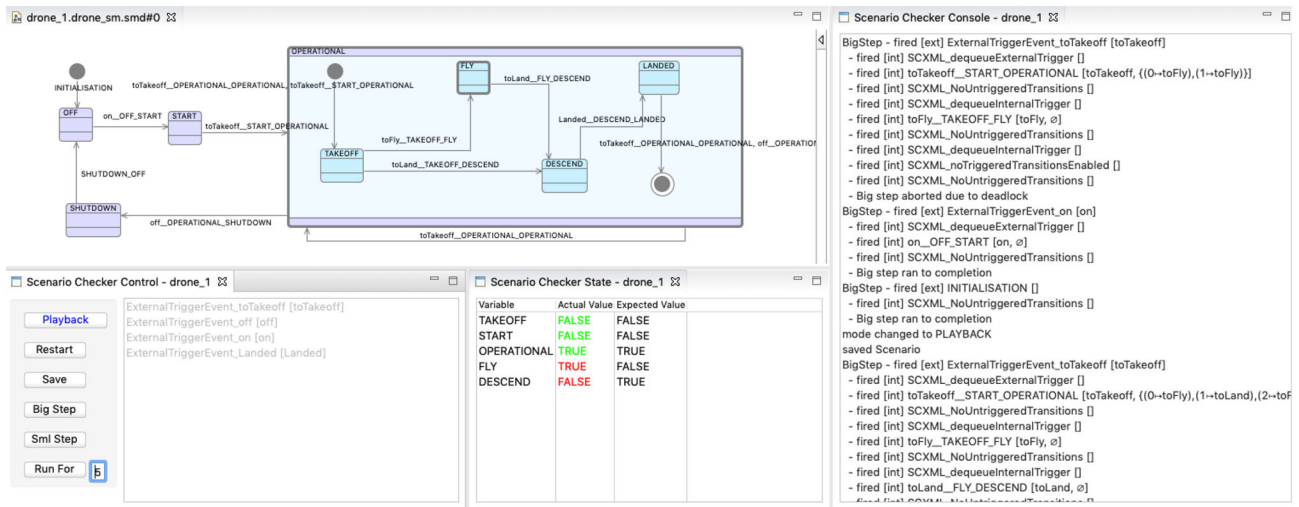 drone_1.drone_sm.smd#0
OPERATIONAL
INITIALISATION
toTakeoff__OPERATIONAL_OPERATIONAL, toTakeoff__START_OPERATIONAL
FLY
toLand__FLY_DESCEND
LANDED
OFF
on__OFF_START
START
toTakeoff__START_OPERATIONAL
toFly__TAKEOFF_FLY
Landed__DESCEND_LANDED
toTakeoff__OPERATIONAL_OPERATIONAL, off__OPERATION
TAKEOFF
toLand__TAKEOFF_DESCEND
DESCEND
SHUTDOWN_OFF
SHUTDOWN
off__OPERATIONAL_SHUTDOWN
toTakeoff__OPERATIONAL_OPERATIONAL
Scenario Checker Control - drone_1
Playback
Restart
Save
Big Step
Sml Step
Run For
5
ExternalTriggerEvent_toTakeoff [toTakeoff]
ExternalTriggerEvent_off [off]
ExternalTriggerEvent_on [on]
ExternalTriggerEvent_Landed [Landed]
Scenario Checker State - drone_1
Variable Actual Value Expected Value
TAKEOFF FALSE FALSE
START FALSE FALSE
OPERATIONAL TRUE TRUE
FLY TRUE FALSE
DESCEND FALSE TRUE
Scenario Checker Console - drone_1
BigStep - fired [ext] ExternalTriggerEvent_toTakeoff [toTakeoff]
- fired [int] SCXML_dequeueExternalTrigger []
- fired [int] toTakeoff__START_OPERATIONAL [toTakeoff, {(0↦toFly),(1↦toFly)}]
- fired [int] SCXML_NoUntriggeredTransitions []
- fired [int] SCXML_dequeueInternalTrigger []
- fired [int] toFly__TAKEOFF_FLY [toFly, ∅]
- fired [int] SCXML_NoUntriggeredTransitions []
- fired [int] SCXML_dequeueInternalTrigger []
- fired [int] SCXML_noTriggeredTransitionsEnabled []
- fired [int] SCXML_NoUntriggeredTransitions []
- Big step aborted due to deadlock
BigStep - fired [ext] ExternalTriggerEvent_on [on]
- fired [int] SCXML_dequeueExternalTrigger []
- fired [int] on__OFF_START [on, ∅]
- fired [int] SCXML_NoUntriggeredTransitions []
- Big step ran to completion
BigStep - fired [ext] INITIALISATION []
- fired [int] SCXML_NoUntriggeredTransitions []
- Big step ran to completion
mode changed to PLAYBACK
saved Scenario
BigStep - fired [ext] ExternalTriggerEvent_toTakeoff [toTakeoff]
- fired [int] SCXML_dequeueExternalTrigger []
- fired [int] toTakeoff__START_OPERATIONAL [toTakeoff, {(0↦toFly),(1↦toLand),(2↦toF
- fired [int] SCXML_NoUntriggeredTransitions []
- fired [int] SCXML_dequeueInternalTrigger []
- fired [int] toFly__TAKEOFF_FLY [toFly, ∅]
- fired [int] SCXML_NoUntriggeredTransitions []
- fired [int] SCXML_dequeueInternalTrigger []
- fired [int] toLand__FLY_DESCEND [toLand, ∅]
- fired [int] SCXML_NoUntriggeredTransitions []